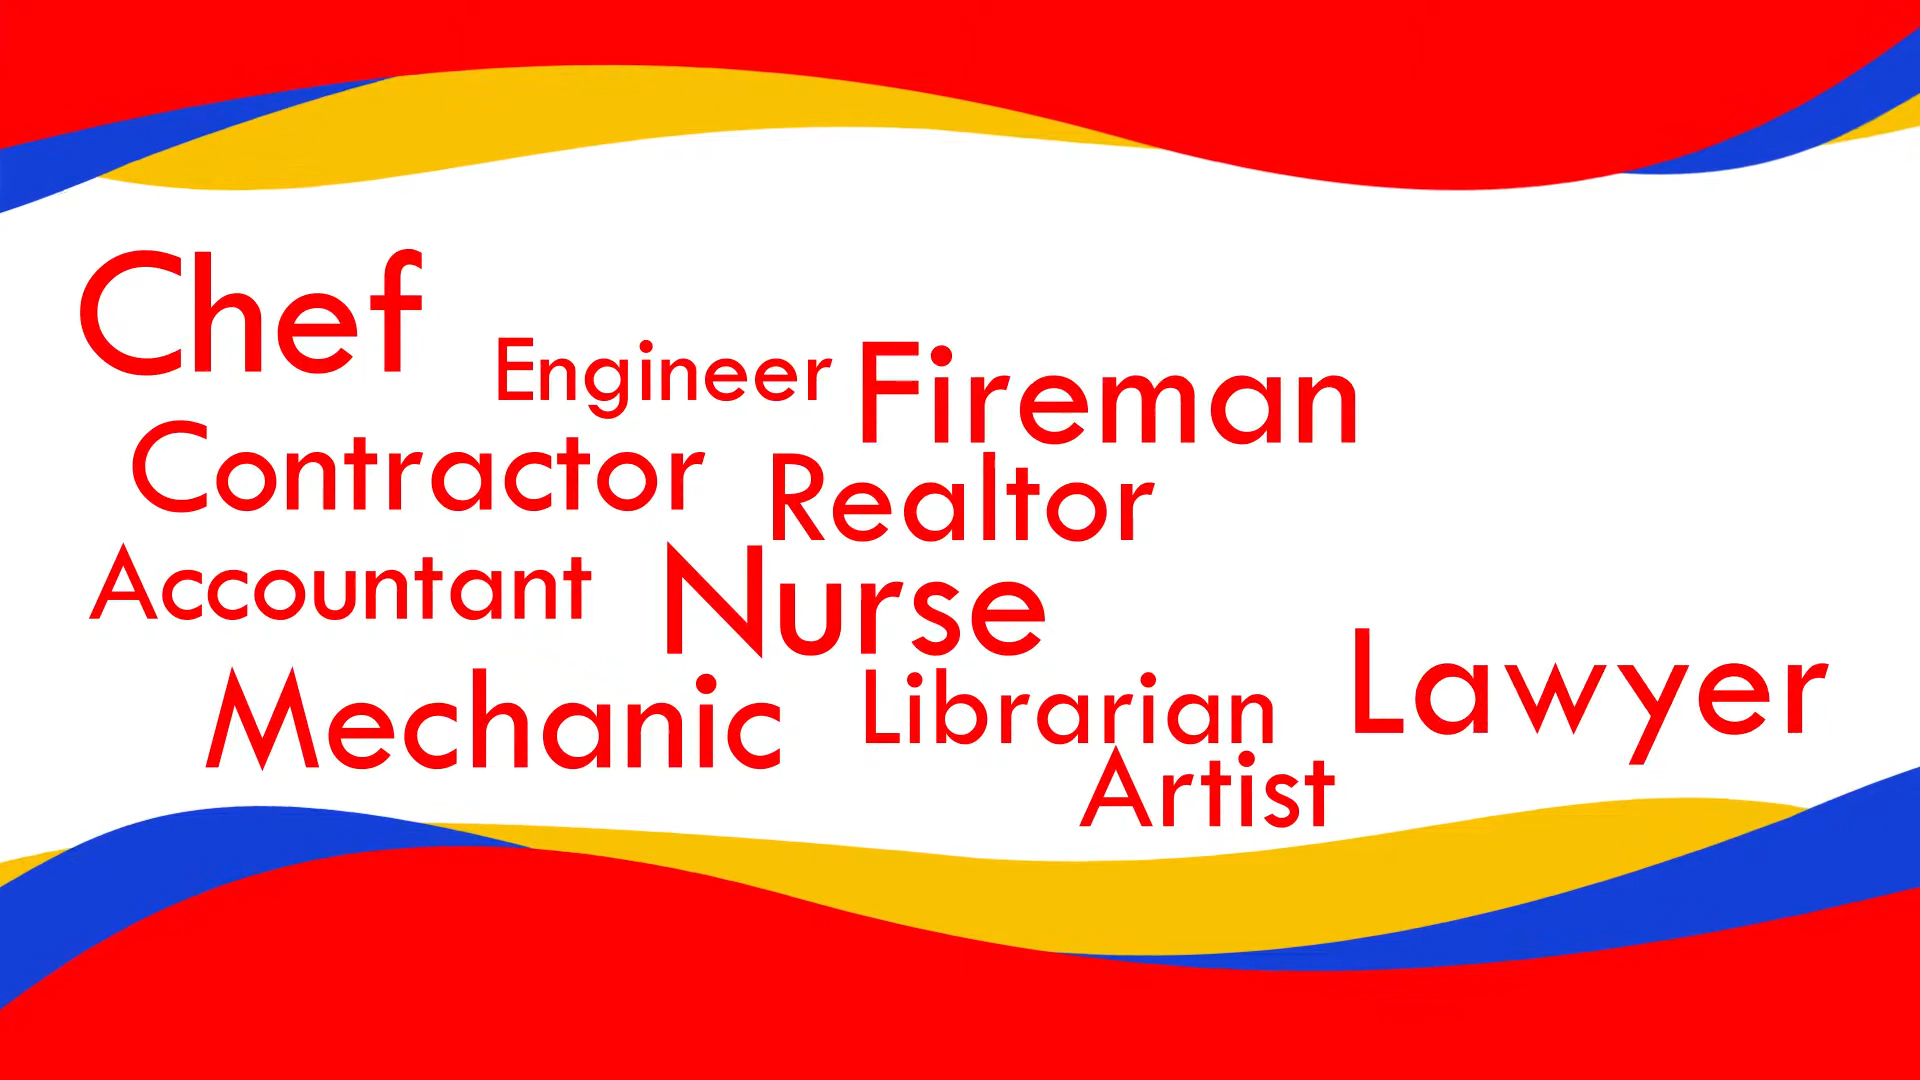 Chef
Engineer Fireman
Contractor Realtor
Accountant Nurse
Mechanic Librarian Lawyer
Artist